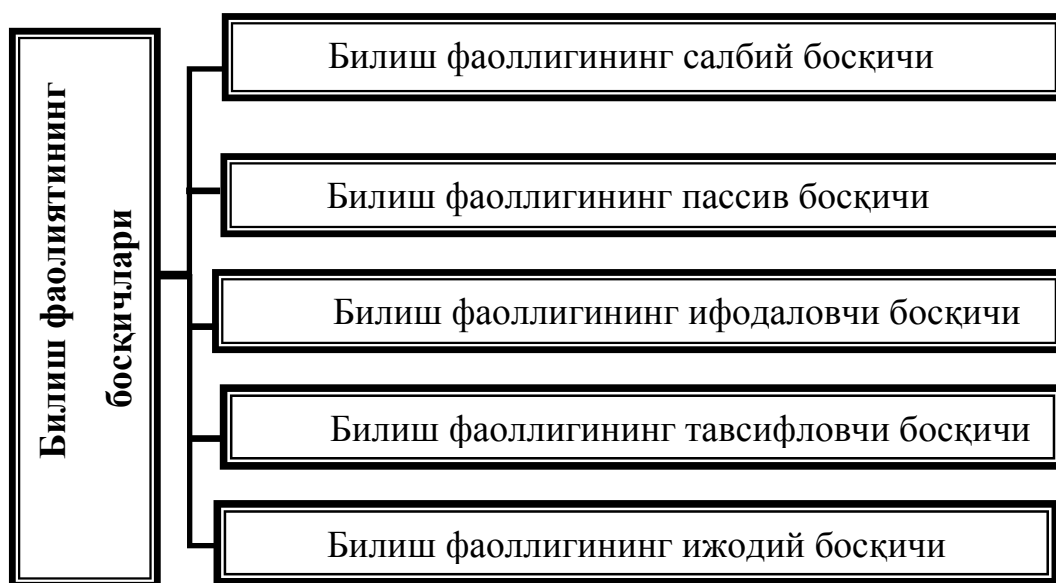 Билиш фаолиятининг
босқичлари
Билиш фаоллигининг салбий босқичи
Билиш фаоллигининг пассив босқичи
Билиш фаоллигининг ифодаловчи босқичи
Билиш фаоллигининг тавсифловчи босқичи
Билиш фаоллигининг ижодий босқичи